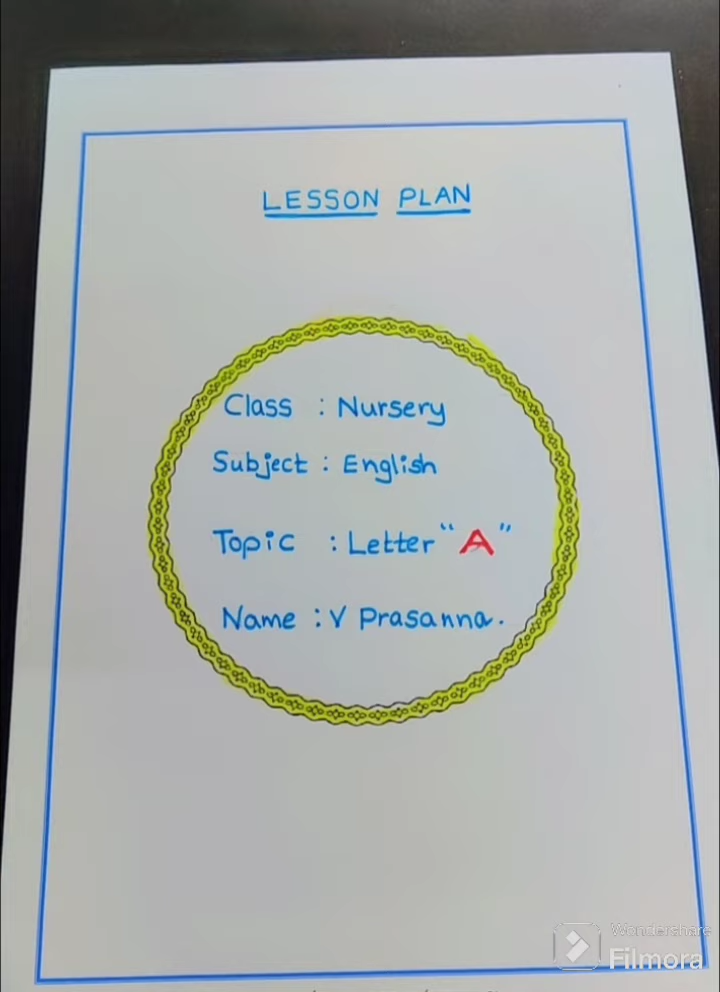 LESSON PLAN
Class : Nursery
Subject : English
Topic : Letter "A"
Name : V Prasanna.
Wondershare
Filmora